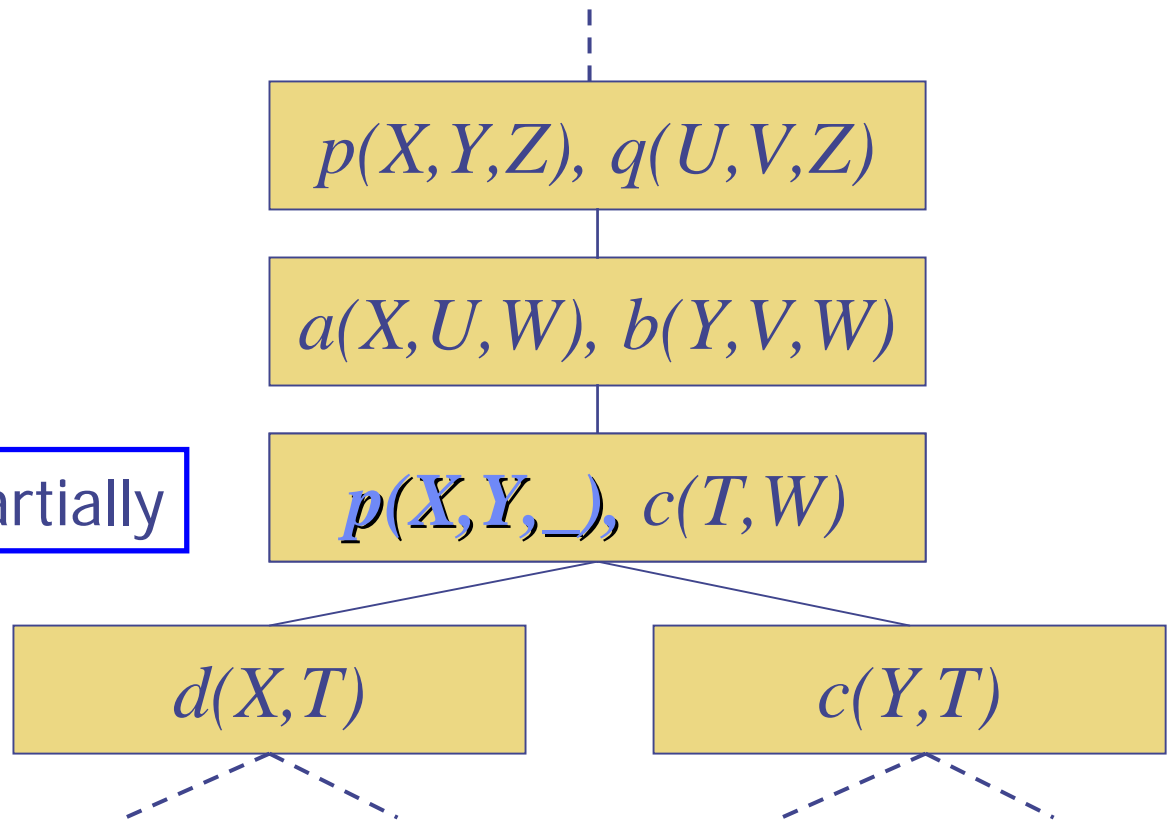 p(X,Y,Z), q(U,V,Z)
a(X,U,W), b(Y,V,W)
artially
p(X,Y,_), c(T,W)
d(X,T)
c(Y,T)